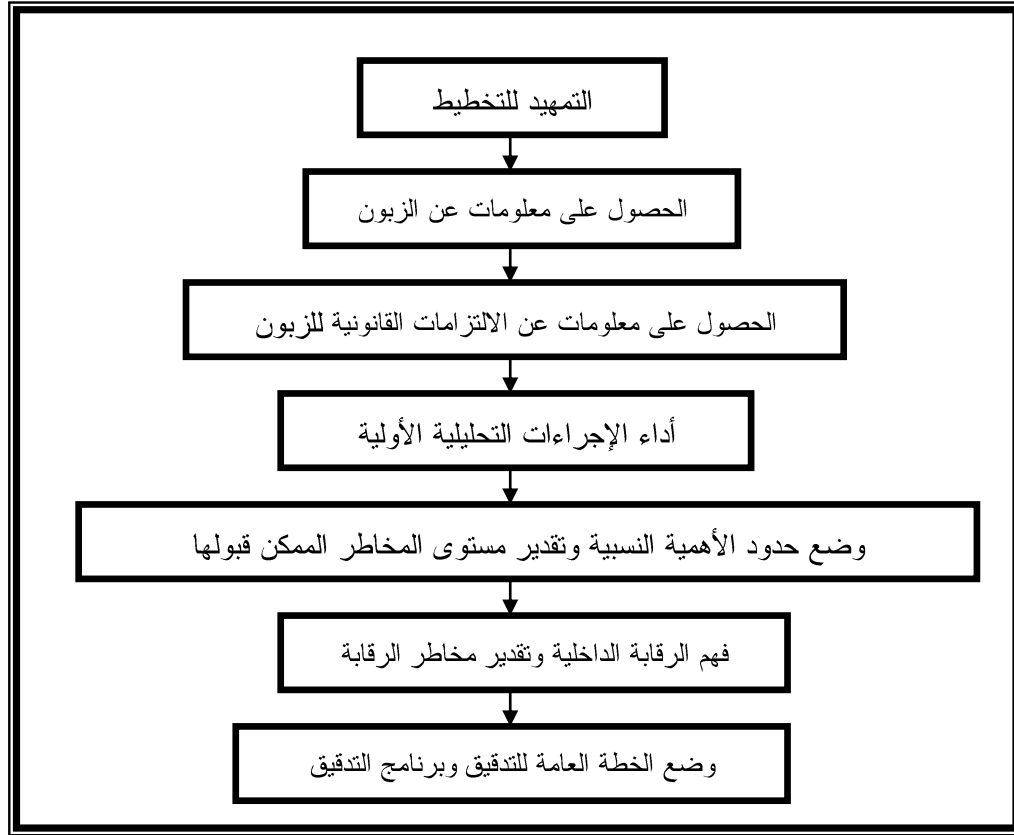 التمهيد للتخطيط
الحصول على معلومات عن الزبون
الحصول على معلومات عن الالتزامات القانونية للزبون
أداء الإجراءات التحليلية الأولية
وضع حدود الأهمية النسبية وتقدير مستوى المخاطر الممكن قبولها
فهم الرقابة الداخلية وتقدير مخاطر الرقابة
وضع الخطة العامة للتدقيق وبرنامج التدقيق